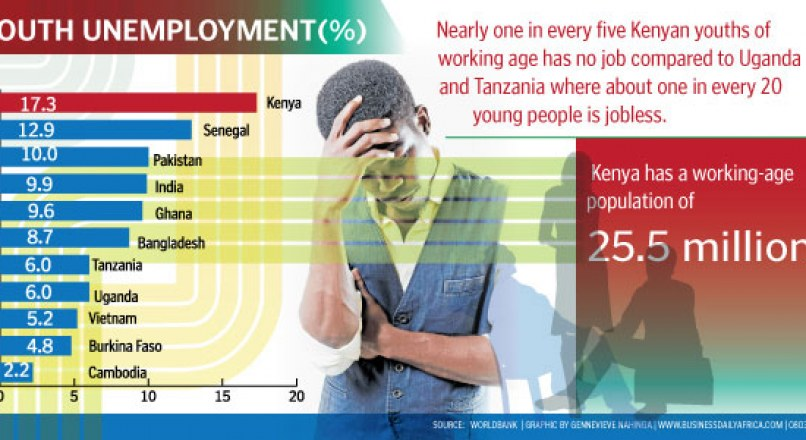 OUTH UNEMPLOYMENT(%)
Nearly one in every five Kenyan youths of
working age has no job compared to Uganda
and Tanzania where about one in every 20
young people is jobless.
17.3 Kenya
12.9 Senegal
10.0 Pakistan
9.9 India
9.6 Ghana
8.7 Bangladesh
6.0 Tanzania
6.0 Uganda
5.2 Vietnam
4.8 Burkina Faso
2.2 Cambodia
0 5 10 15 20
Kenya has a working-age
population of
25.5 million
SOURCE: WORLDBANK | GRAPHIC BY GENNEVIEVE NAHINGA | WWW.BUSINESSDAILYAFRICA.COM |